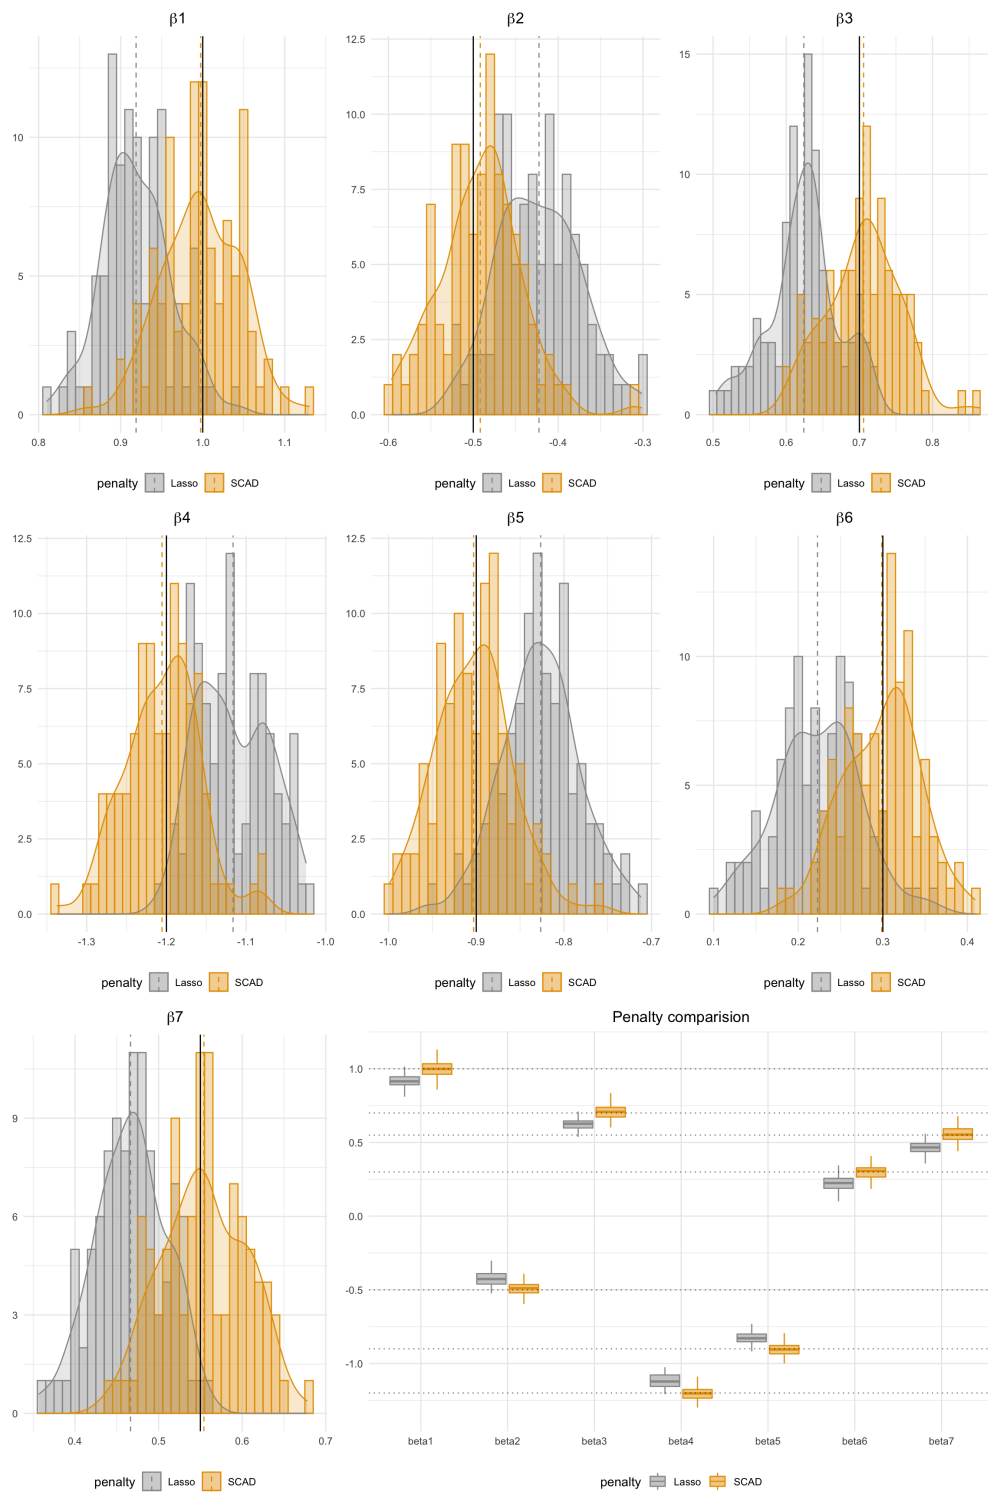 β1 β2 β3
10
5
0
0.8 0.9 1.0 1.1
12.5
10.0
7.5
5.0
2.5
0.0
-0.6 -0.5 -0.4 -0.3
15
10
5
0
0.5 0.6 0.7 0.8
penalty Lasso SCAD penalty Lasso SCAD penalty Lasso SCAD
β4 β5 β6
12.5
10.0
7.5
5.0
2.5
0.0
-1.3 -1.2 -1.1 -1.0
12.5
10.0
7.5
5.0
2.5
0.0
-1.0 -0.9 -0.8 -0.7
10
5
0
0.1 0.2 0.3 0.4
penalty Lasso SCAD penalty Lasso SCAD penalty Lasso SCAD
β7 Penalty comparision
9
6
3
0
0.4 0.5 0.6 0.7
1.0
0.5
0.0
-0.5
-1.0
beta1 beta2 beta3 beta4 beta5 beta6 beta7
penalty Lasso SCAD penalty Lasso SCAD